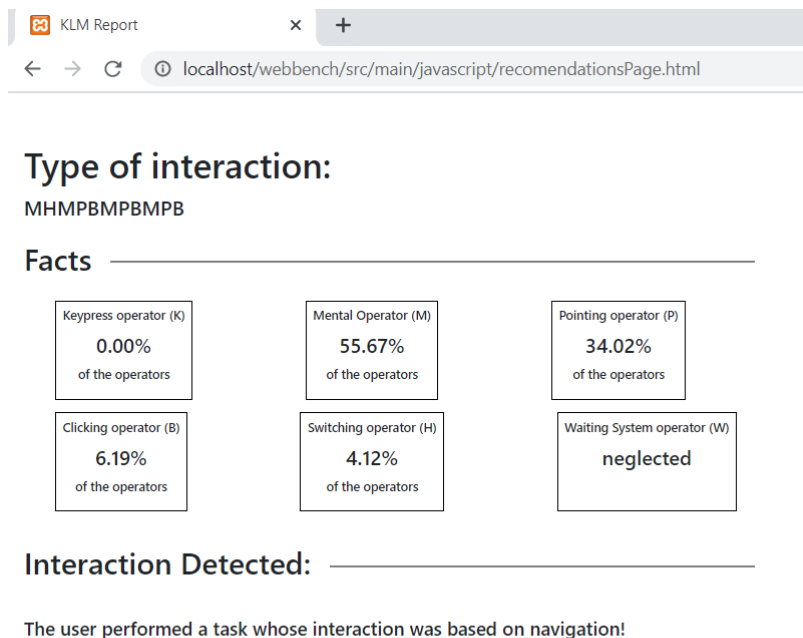 KLM Report
localhost/webbench/src/main/javascript/recomendationsPage.html
Type of interaction:
MHMPBMPBMPB
Facts
Keypress operator (K)
0.00%
of the operators
Mental Operator (M)
55.67%
of the operators
Pointing operator (P)
34.02%
of the operators
Clicking operator (B)
6.19%
of the operators
Switching operator (H)
4.12%
of the operators
Waiting System operator (W)
neglected
Interaction Detected:
The user performed a task whose interaction was based on navigation!